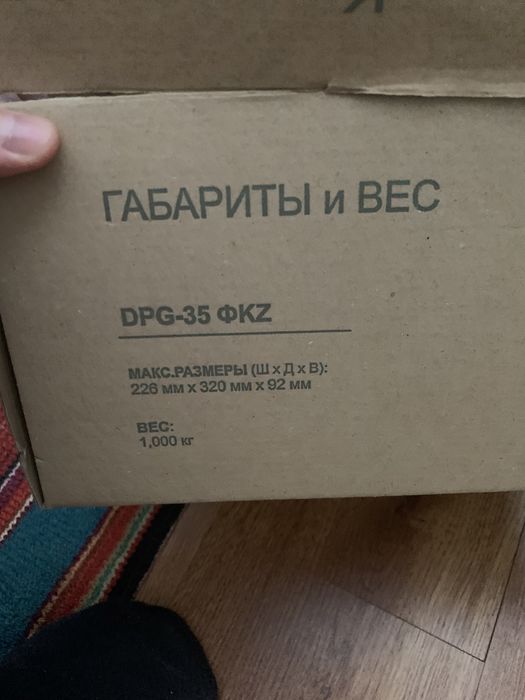 ГАБАРИТЫ и ВЕС
DPG-35 ФKZ
МАКС.РАЗМЕРЫ (Ш x Д x В):
226 мм x 320 мм x 92 мм
ВЕС:
1,000 кг